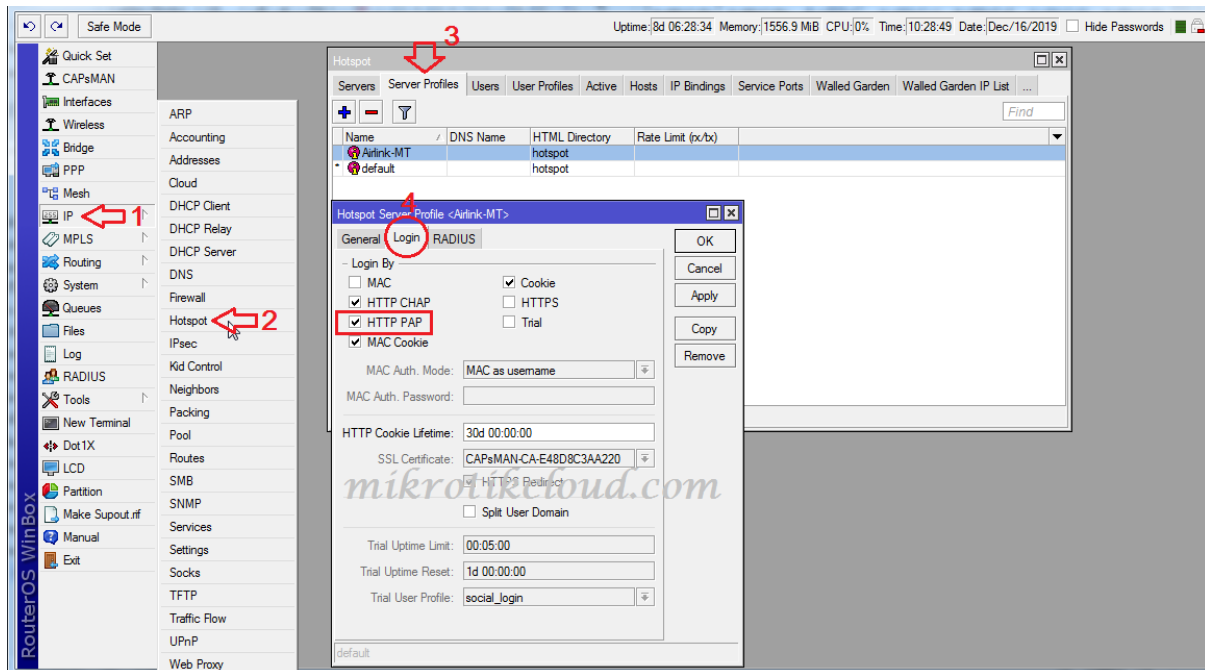 Safe Mode
Uptime: 8d 06:28:34 Memory: 1556.9 MiB CPU: 0% Time: 10:28:49 Date: Dec/16/2019 Hide Passwords
Quick Set
CAPsMAN
Interfaces
Wireless
Bridge
PPP
Mesh
IP
1
MPLS
Routing
System
Queues
Files
Log
RADIUS
Tools
New Terminal
Dot1X
LCD
Partition
Make Supout.rif
Manual
Exit
RouterOS WinBox
ARP
Accounting
Addresses
Cloud
DHCP Client
DHCP Relay
DHCP Server
DNS
Firewall
Hotspot
2
IPsec
Kid Control
Neighbors
Packing
Pool
Routes
SMB
SNMP
Services
Settings
Socks
TFTP
Traffic Flow
UPnP
Web Proxy
3
Hotspot
Servers Server Profiles Users User Profiles Active Hosts IP Bindings Service Ports Walled Garden Walled Garden IP List ...
Find
Name / DNS Name HTML Directory Rate Limit (rx/tx)
Airlink-MT hotspot
* default hotspot
4
Hotspot Server Profile <Airlink-MT>
General Login RADIUS
Login By
MAC Cookie
HTTP CHAP HTTPS
HTTP PAP Trial
MAC Cookie
MAC Auth. Mode: MAC as username
MAC Auth. Password:
HTTP Cookie Lifetime: 30d 00:00:00
SSL Certificate: CAPsMAN-CA-E48D8C3AA220
HTTPS Redirect
mikrotikcloud.com
Split User Domain
Trial Uptime Limit: 00:05:00
Trial Uptime Reset: 1d 00:00:00
Trial User Profile: social_login
default
OK
Cancel
Apply
Copy
Remove